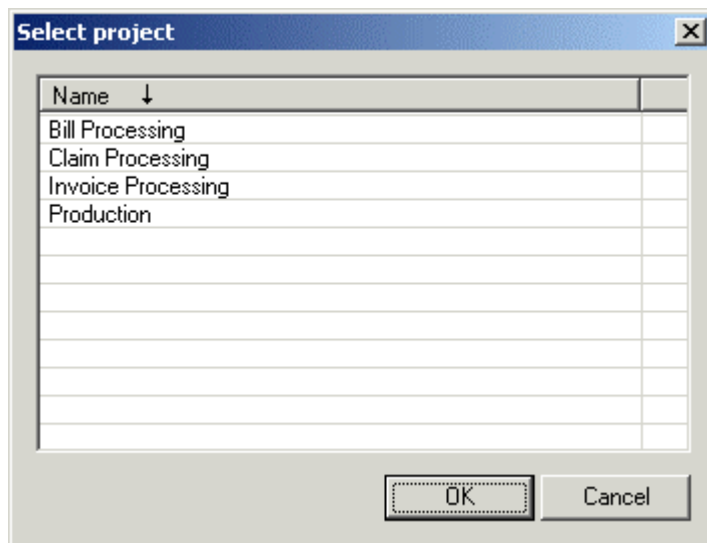 Select project
Name ↓
Bill Processing
Claim Processing
Invoice Processing
Production
OK Cancel